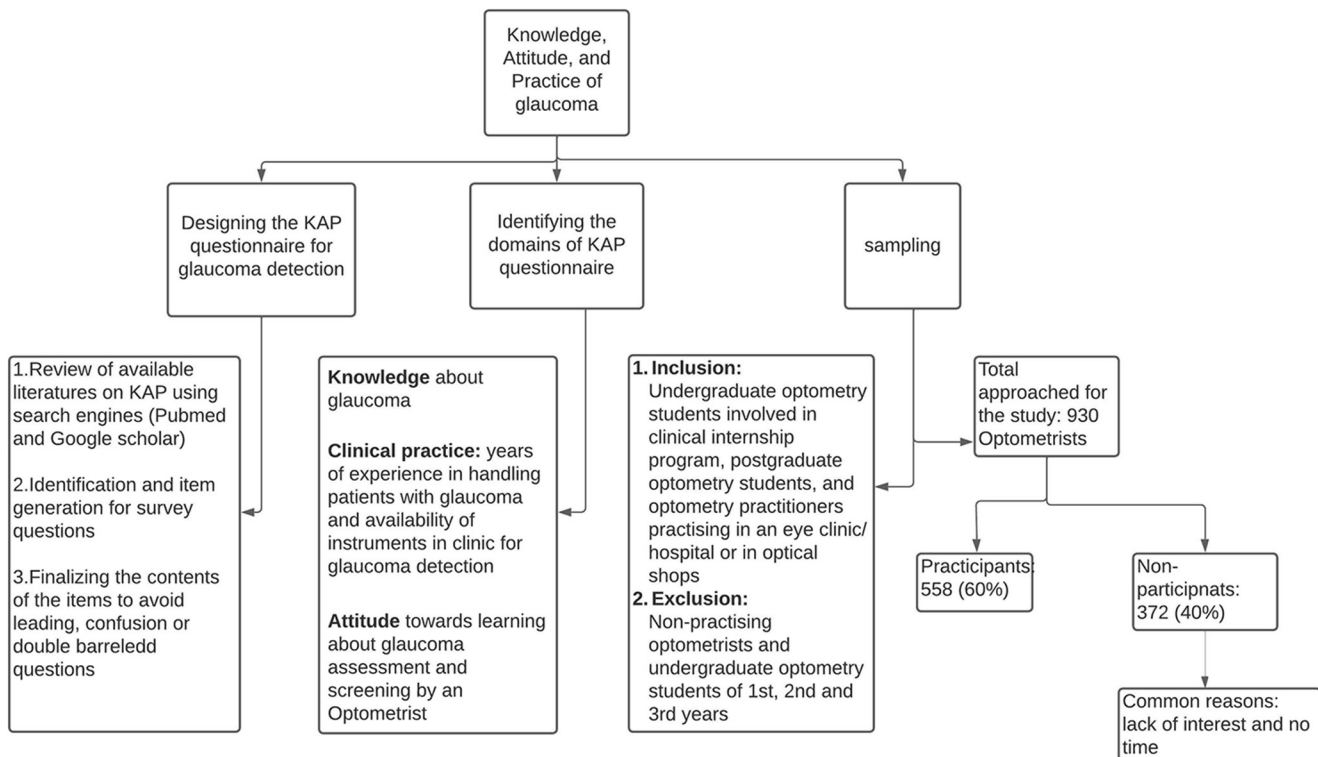 Knowledge,
Attitude, and
Practice of
glaucoma
Designing the KAP
questionnaire for
glaucoma detection
Identifying the
domains of KAP
questionnaire
sampling
1.Review of available
literatures on KAP using
search engines (Pubmed
and Google scholar)
2.Identification and item
generation for survey
questions
3.Finalizing the contents
of the items to avoid
leading, confusion or
double barreledd
questions
Knowledge about
glaucoma
Clinical practice: years
of experience in handling
patients with glaucoma
and availability of
instruments in clinic for
glaucoma detection
Attitude towards learning
about glaucoma
assessment and
screening by an
Optometrist
1. Inclusion:
Undergraduate optometry
students involved in
clinical internship
program, postgraduate
optometry students, and
optometry practitioners
practising in an eye clinic/
hospital or in optical
shops
2. Exclusion:
Non-practising
optometrists and
undergraduate optometry
students of 1st, 2nd and
3rd years
Total
approached for
the study: 930
Optometrists
Practicipants:
558 (60%)
Non-
participnats:
372 (40%)
Common reasons:
lack of interest and no
time